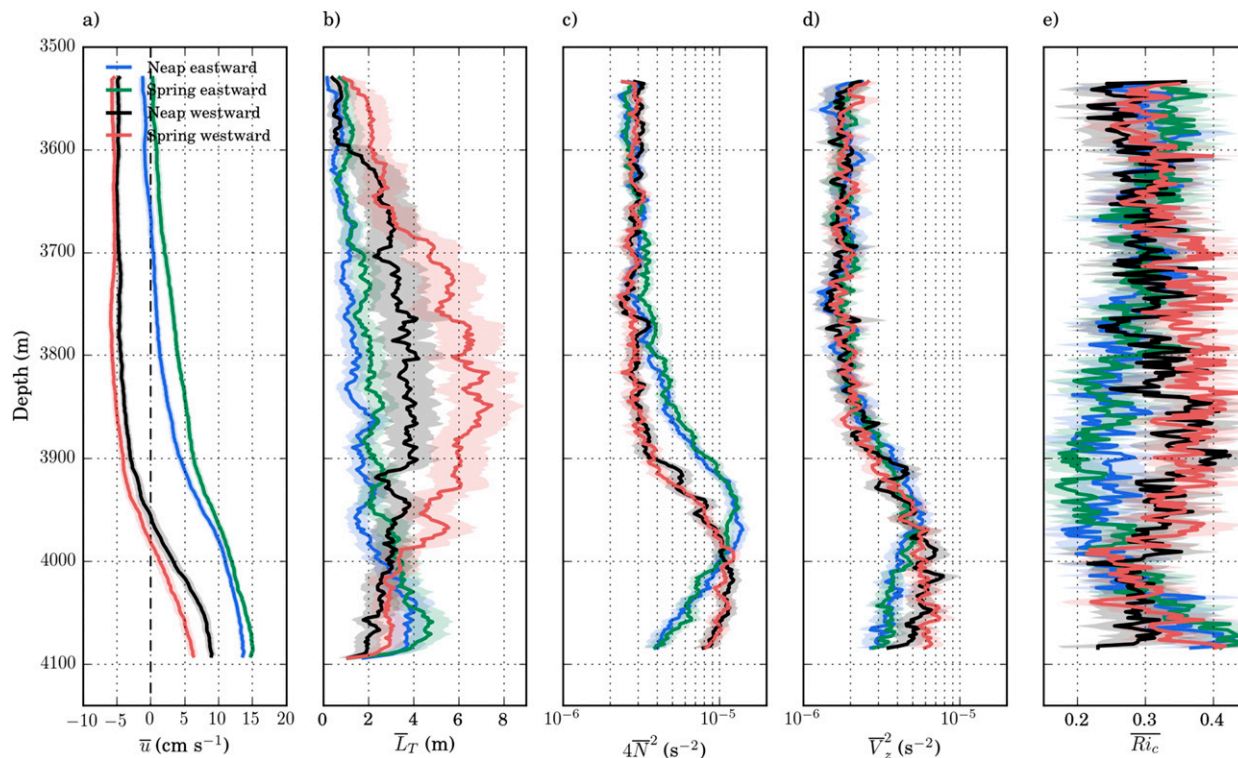 a) b) c) d) e)
3500
3600
3700
3800
3900
4000
4100
Depth (m)
Neap eastward
Spring eastward
Neap westward
Spring westward
−10 −5 0 5 10 15 20
0 2 4 6 8
10⁻⁶ 10⁻⁵
10⁻⁶ 10⁻⁵
0.2 0.3 0.4
u̅ (cm s⁻¹)
L̅_T (m)
4N̅² (s⁻²)
V̅_z² (s⁻²)
R̅i̅_c